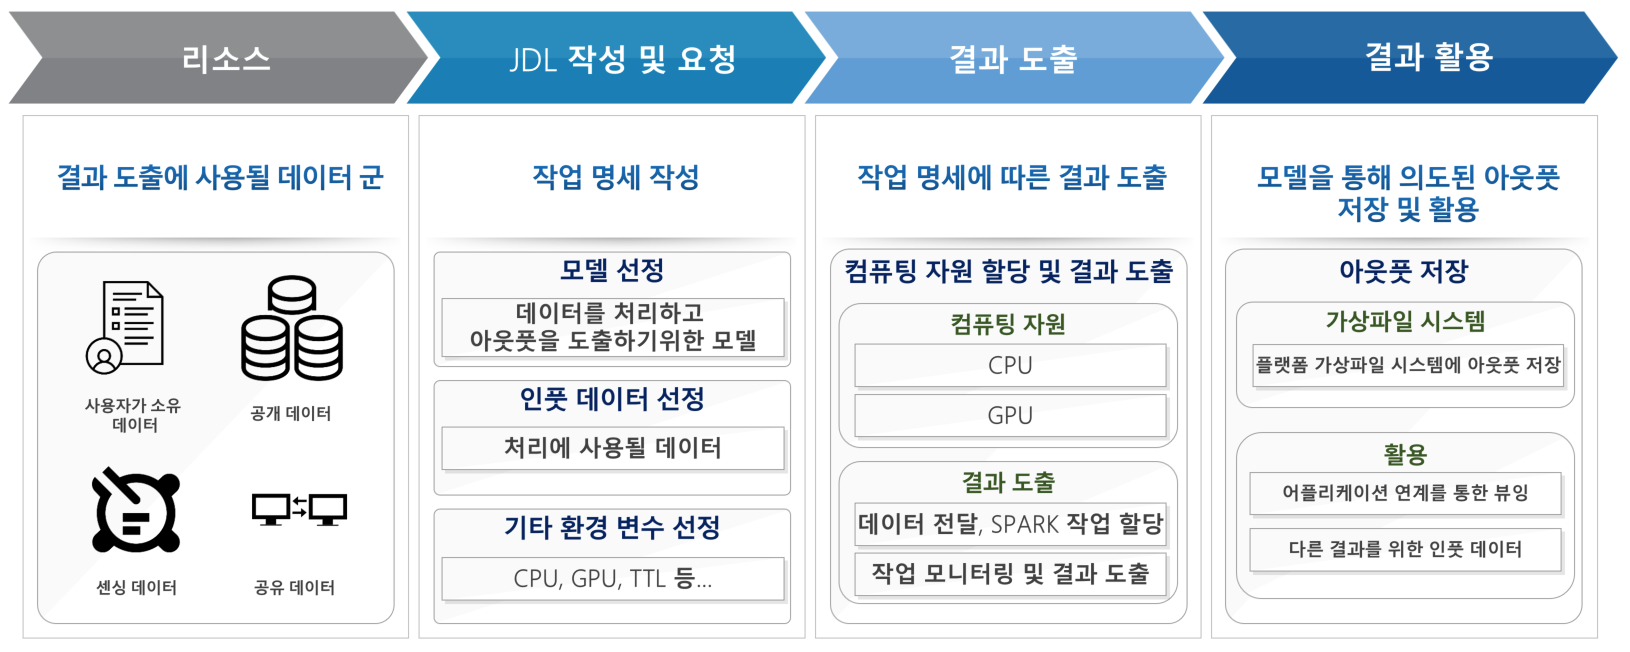 리소스
JDL 작성 및 요청
결과 도출
결과 활용
결과 도출에 사용될 데이터 군
사용자가 소유
데이터
공개 데이터
센싱 데이터
공유 데이터
작업 명세 작성
모델 선정
데이터를 처리하고
아웃풋을 도출하기위한 모델
인풋 데이터 선정
처리에 사용될 데이터
기타 환경 변수 선정
CPU, GPU, TTL 등...
작업 명세에 따른 결과 도출
컴퓨팅 자원 할당 및 결과 도출
컴퓨팅 자원
CPU
GPU
결과 도출
데이터 전달, SPARK 작업 할당
작업 모니터링 및 결과 도출
모델을 통해 의도된 아웃풋
저장 및 활용
아웃풋 저장
가상파일 시스템
플랫폼 가상파일 시스템에 아웃풋 저장
활용
어플리케이션 연계를 통한 뷰잉
다른 결과를 위한 인풋 데이터